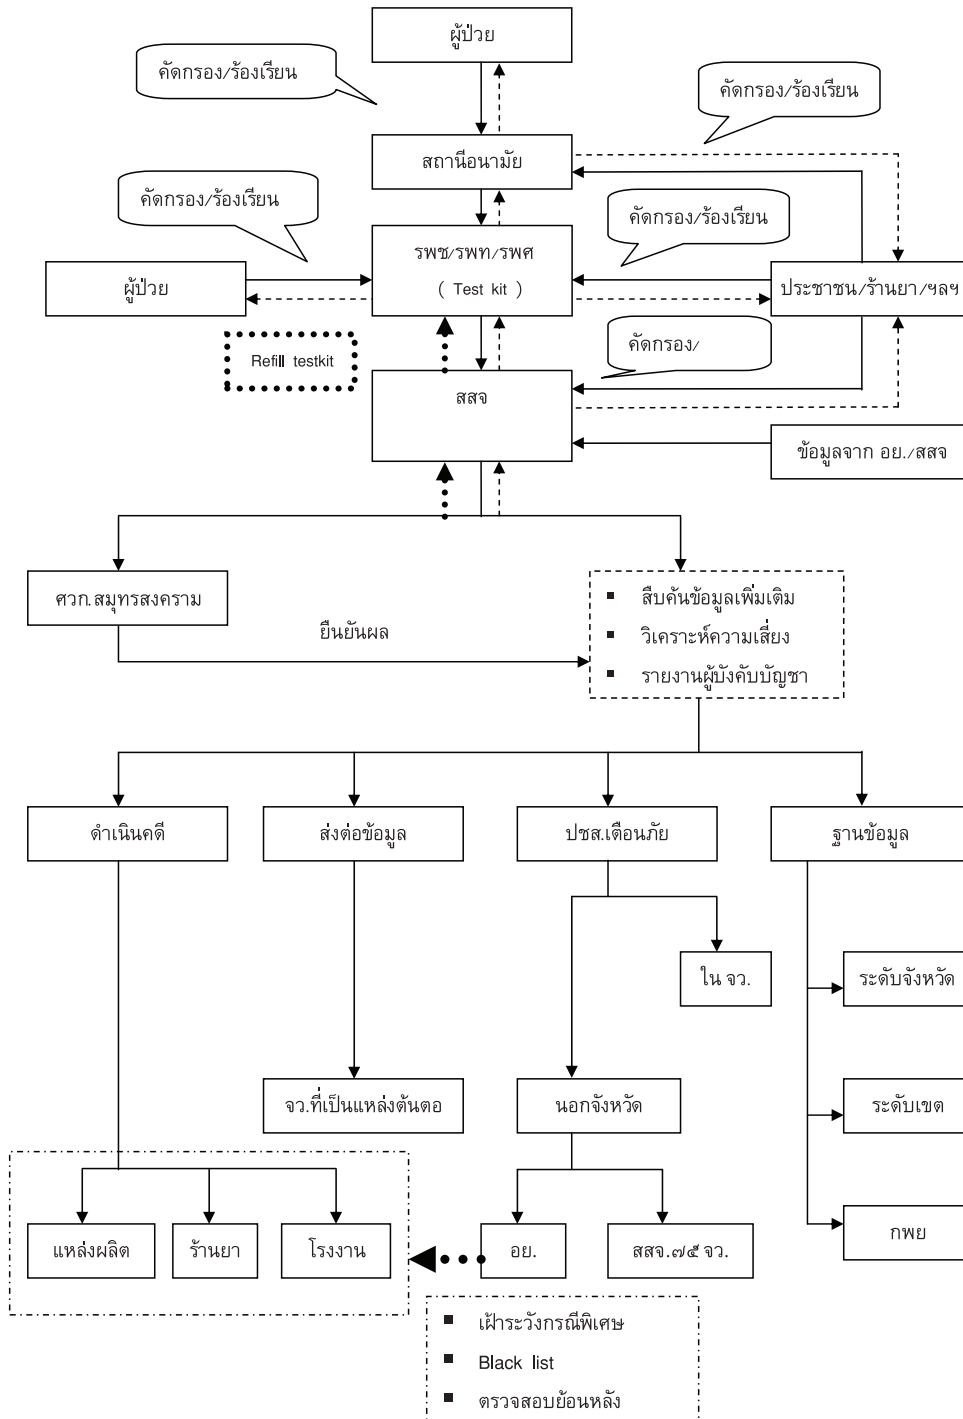 ผู้ป่วย
คัดกรอง/ร้องเรียน
คัดกรอง/ร้องเรียน
สถานีอนามัย
คัดกรอง/ร้องเรียน
คัดกรอง/ร้องเรียน
รพช/รพท/รพศ
( Test kit )
ผู้ป่วย
ประชาชน/ร้านยา/ฯลฯ
Refill testkit
คัดกรอง/
สสจ
ข้อมูลจาก อย./สสจ
ศวก.สมุทรสงคราม
ยืนยันผล
▪ สืบค้นข้อมูลเพิ่มเติม
▪ วิเคราะห์ความเสี่ยง
▪ รายงานผู้บังคับบัญชา
ดำเนินคดี
ส่งต่อข้อมูล
ปชส.เตือนภัย
ฐานข้อมูล
ใน จว.
ระดับจังหวัด
จว.ที่เป็นแหล่งต้นตอ
นอกจังหวัด
ระดับเขต
แหล่งผลิต
ร้านยา
โรงงาน
อย.
สสจ.๗๕ จว.
กพย
▪ เฝ้าระวังกรณีพิเศษ
▪ Black list
▪ ตรวจสอบย้อนหลัง